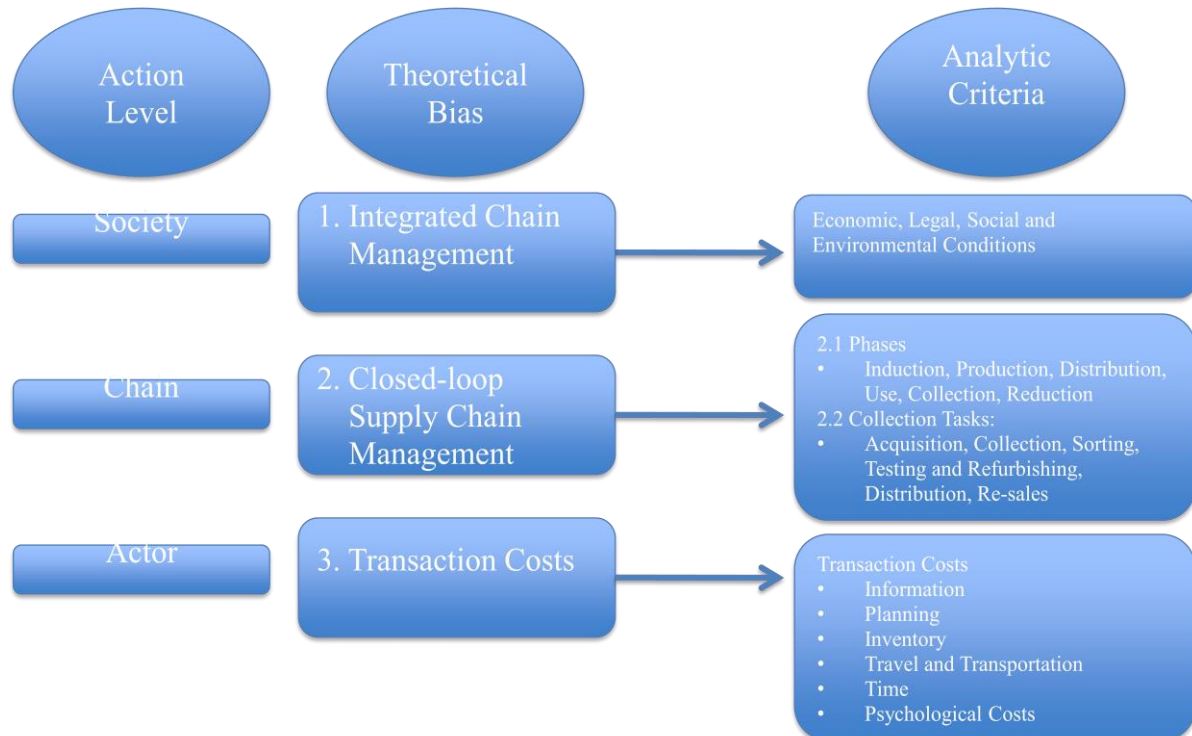 Action
Level
Theoretical
Bias
Analytic
Criteria
Society
1. Integrated Chain
Management
Economic, Legal, Social and
Environmental Conditions
Chain
2. Closed-loop
Supply Chain
Management
2.1 Phases
• Induction, Production, Distribution,
Use, Collection, Reduction
2.2 Collection Tasks:
• Acquisition, Collection, Sorting,
Testing and Refurbishing,
Distribution, Re-sales
Actor
3. Transaction Costs
Transaction Costs
• Information
• Planning
• Inventory
• Travel and Transportation
• Time
• Psychological Costs